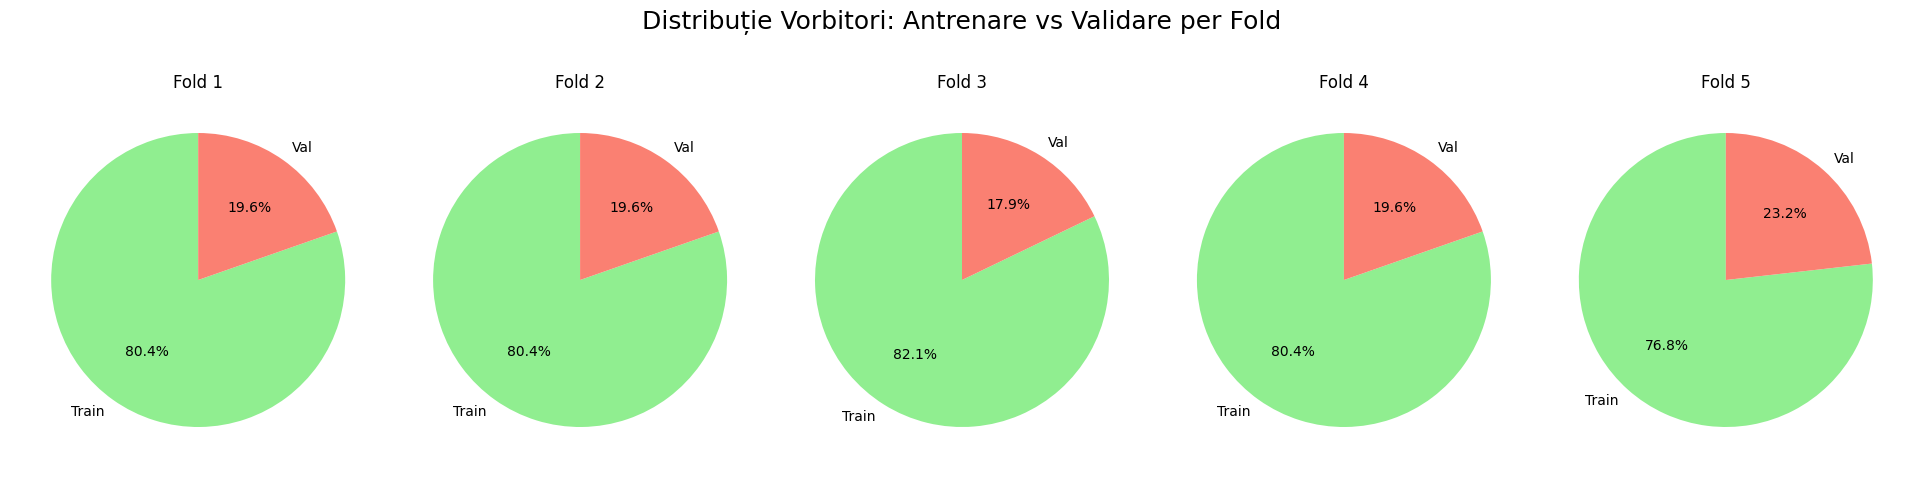 Distribuție Vorbitori: Antrenare vs Validare per Fold
Fold 1
Val
19.6%
80.4%
Train
Fold 2
Val
19.6%
80.4%
Train
Fold 3
Val
17.9%
82.1%
Train
Fold 4
Val
19.6%
80.4%
Train
Fold 5
Val
23.2%
76.8%
Train